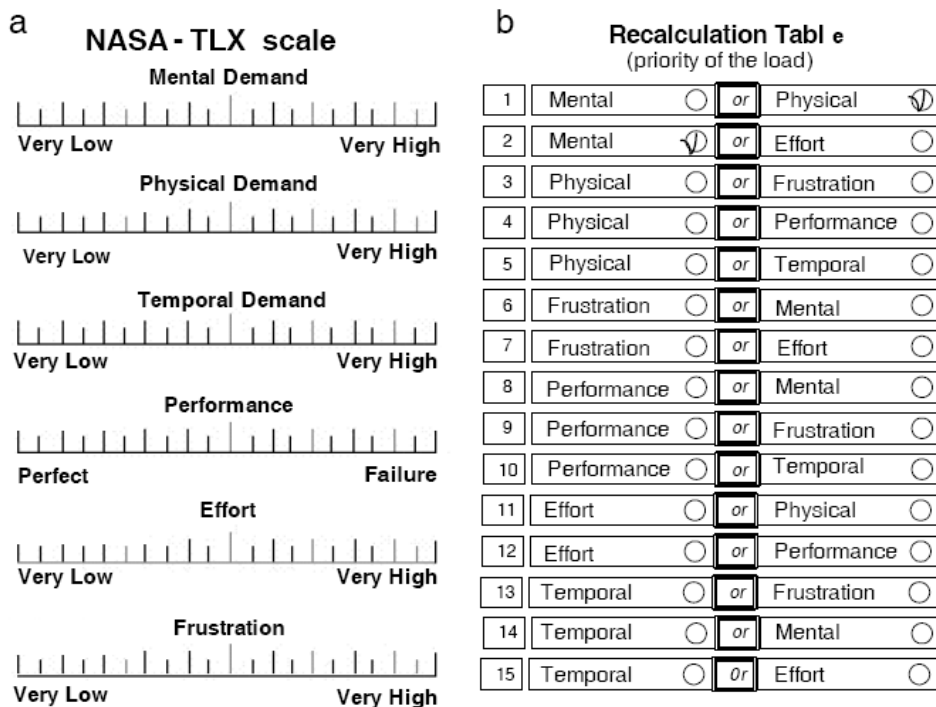 a
NASA - TLX scale
Mental Demand
Very Low Very High
Physical Demand
Very Low Very High
Temporal Demand
Very Low Very High
Performance
Perfect Failure
Effort
Very Low Very High
Frustration
Very Low Very High
b
Recalculation Tabl e
(priority of the load)
1 Mental or Physical
2 Mental or Effort
3 Physical or Frustration
4 Physical or Performance
5 Physical or Temporal
6 Frustration or Mental
7 Frustration or Effort
8 Performance or Mental
9 Performance or Frustration
10 Performance or Temporal
11 Effort or Physical
12 Effort or Performance
13 Temporal or Frustration
14 Temporal or Mental
15 Temporal Or Effort